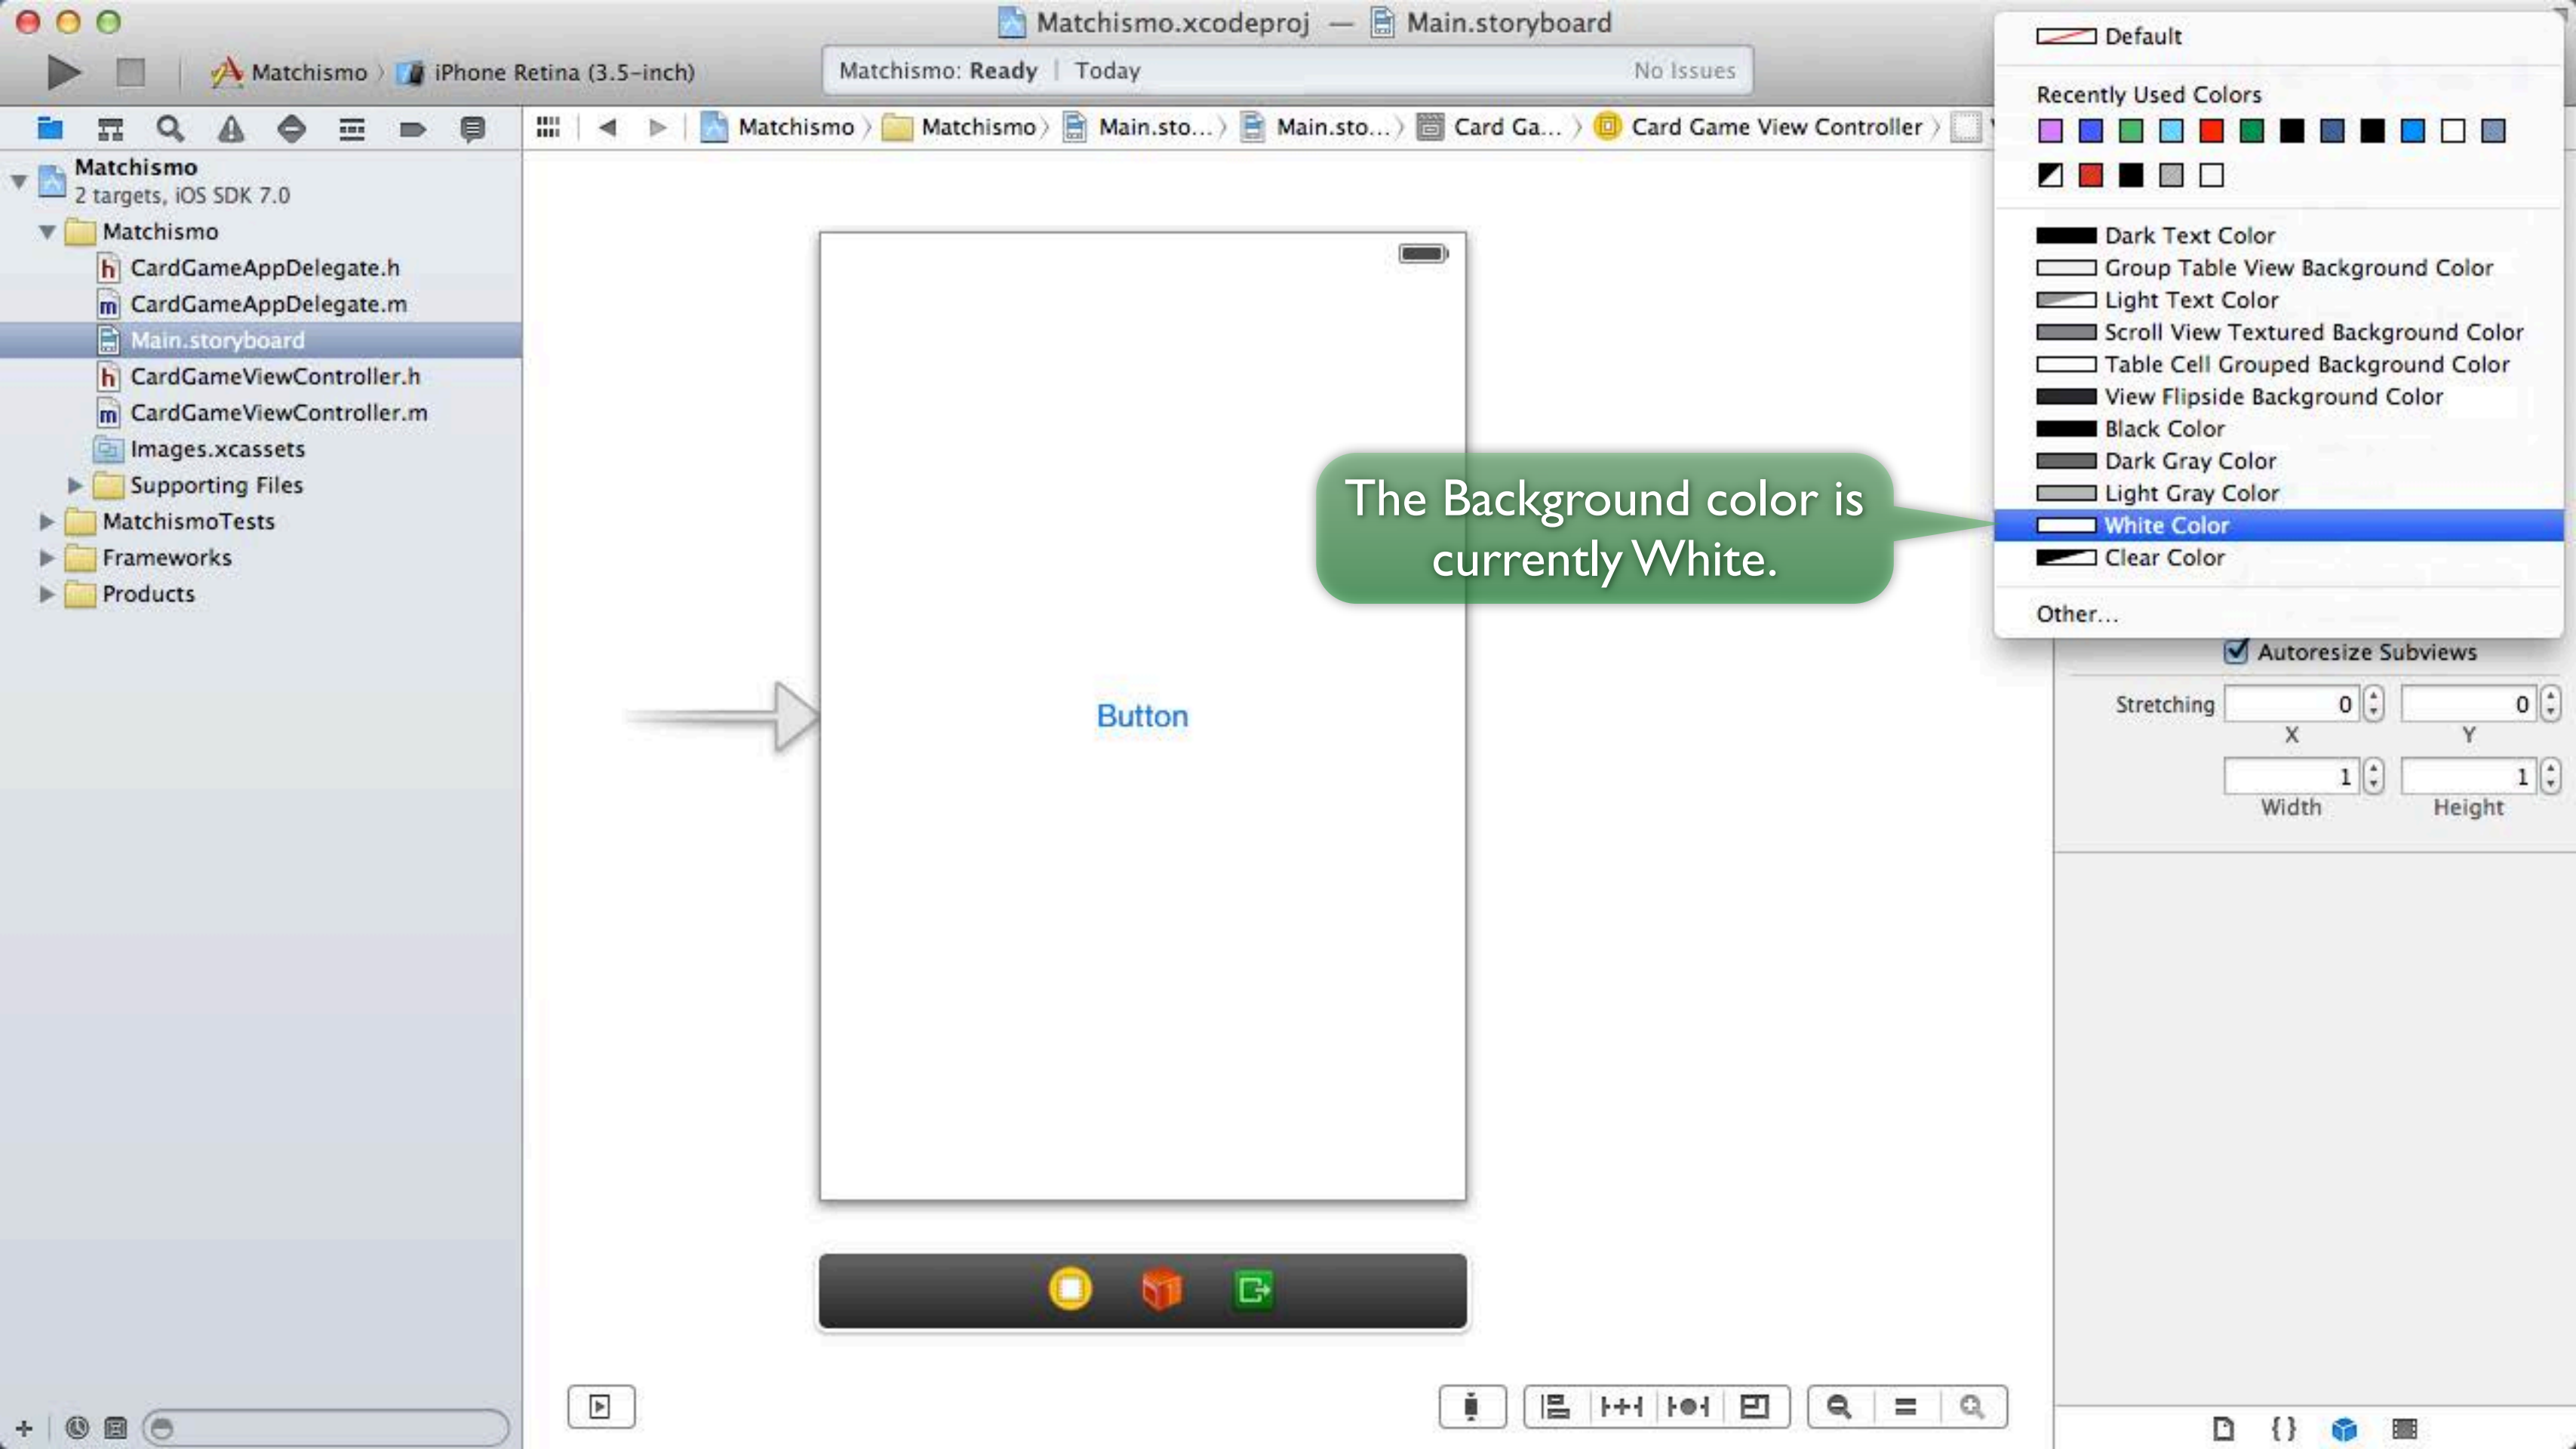 Matchismo.xcodeproj — Main.storyboard
Matchismo iPhone Retina (3.5-inch)
Matchismo: Ready | Today No Issues
Matchismo Matchismo Main.sto... Main.sto... Card Ga... Card Game View Controller
Matchismo
2 targets, iOS SDK 7.0
Matchismo
h CardGameAppDelegate.h
m CardGameAppDelegate.m
Main.storyboard
h CardGameViewController.h
m CardGameViewController.m
Images.xcassets
Supporting Files
MatchismoTests
Frameworks
Products
Button
The Background color is
currently White.
Default
Recently Used Colors
Dark Text Color
Group Table View Background Color
Light Text Color
Scroll View Textured Background Color
Table Cell Grouped Background Color
View Flipside Background Color
Black Color
Dark Gray Color
Light Gray Color
White Color
Clear Color
Other...
Autoresize Subviews
Stretching 0 0
X Y
1 1
Width Height